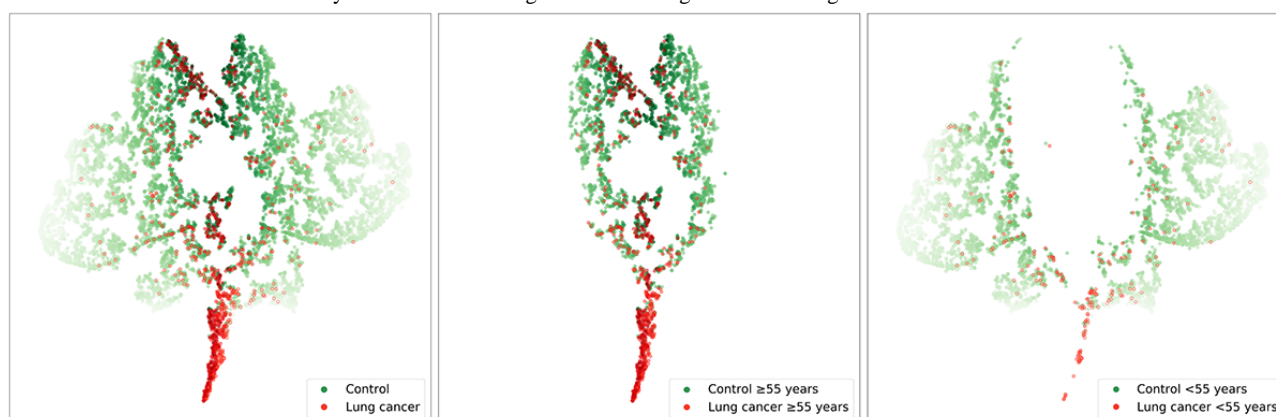 Control
Lung cancer
Control ≥55 years
Lung cancer ≥55 years
Control <55 years
Lung cancer <55 years